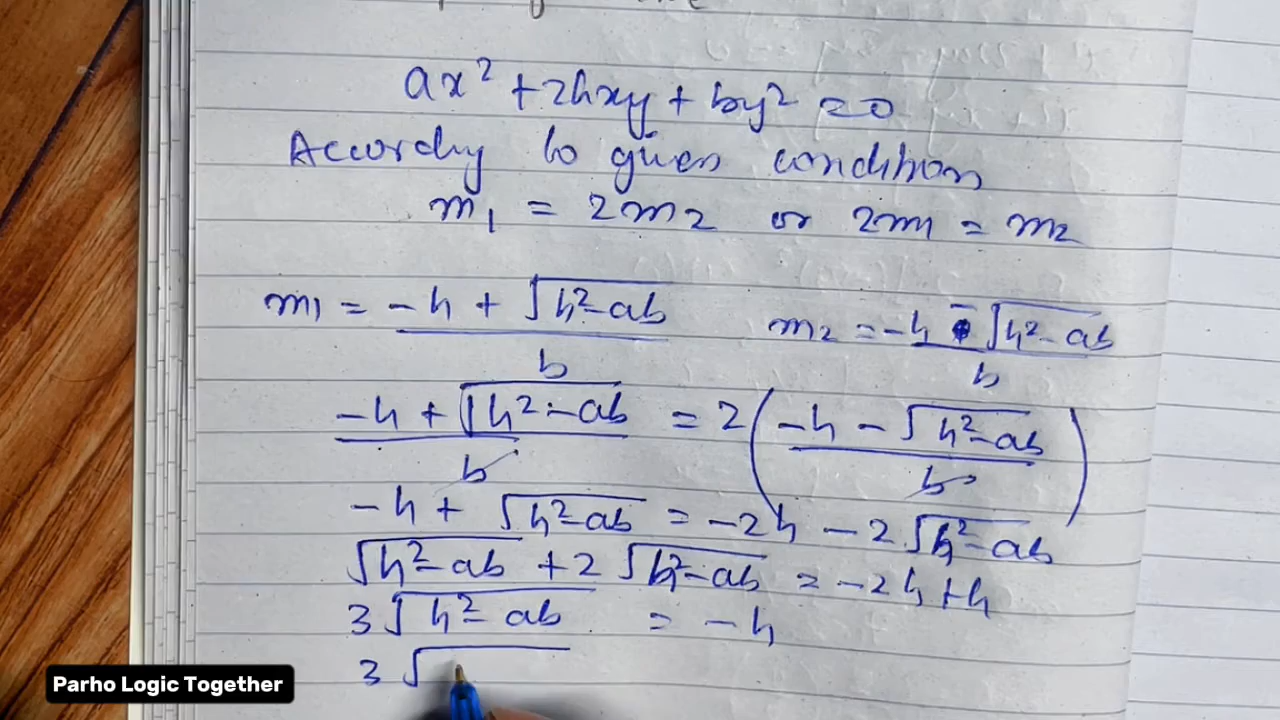 ax² + 2hxy + by² = 0
According to given condition
m₁ = 2m₂ or 2m₁ = m₂
m₁ = (-h + √(h²-ab))/b    m₂ = (-h - √(h²-ab))/b
(-h + √(h²-ab))/b = 2((-h - √(h²-ab))/b)
-h + √(h²-ab) = -2h - 2√(h²-ab)
√(h²-ab) + 2√(h²-ab) = -2h + h
3√(h²-ab) = -h
3√
Parho Logic Together